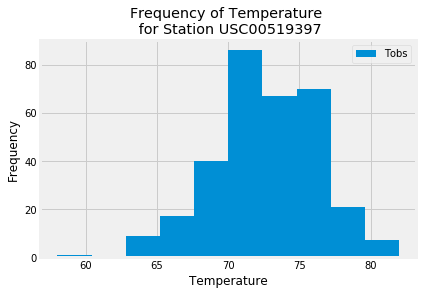 Frequency of Temperature
for Station USC00519397
Tobs
80
60
40
20
0
Frequency
60 65 70 75 80
Temperature